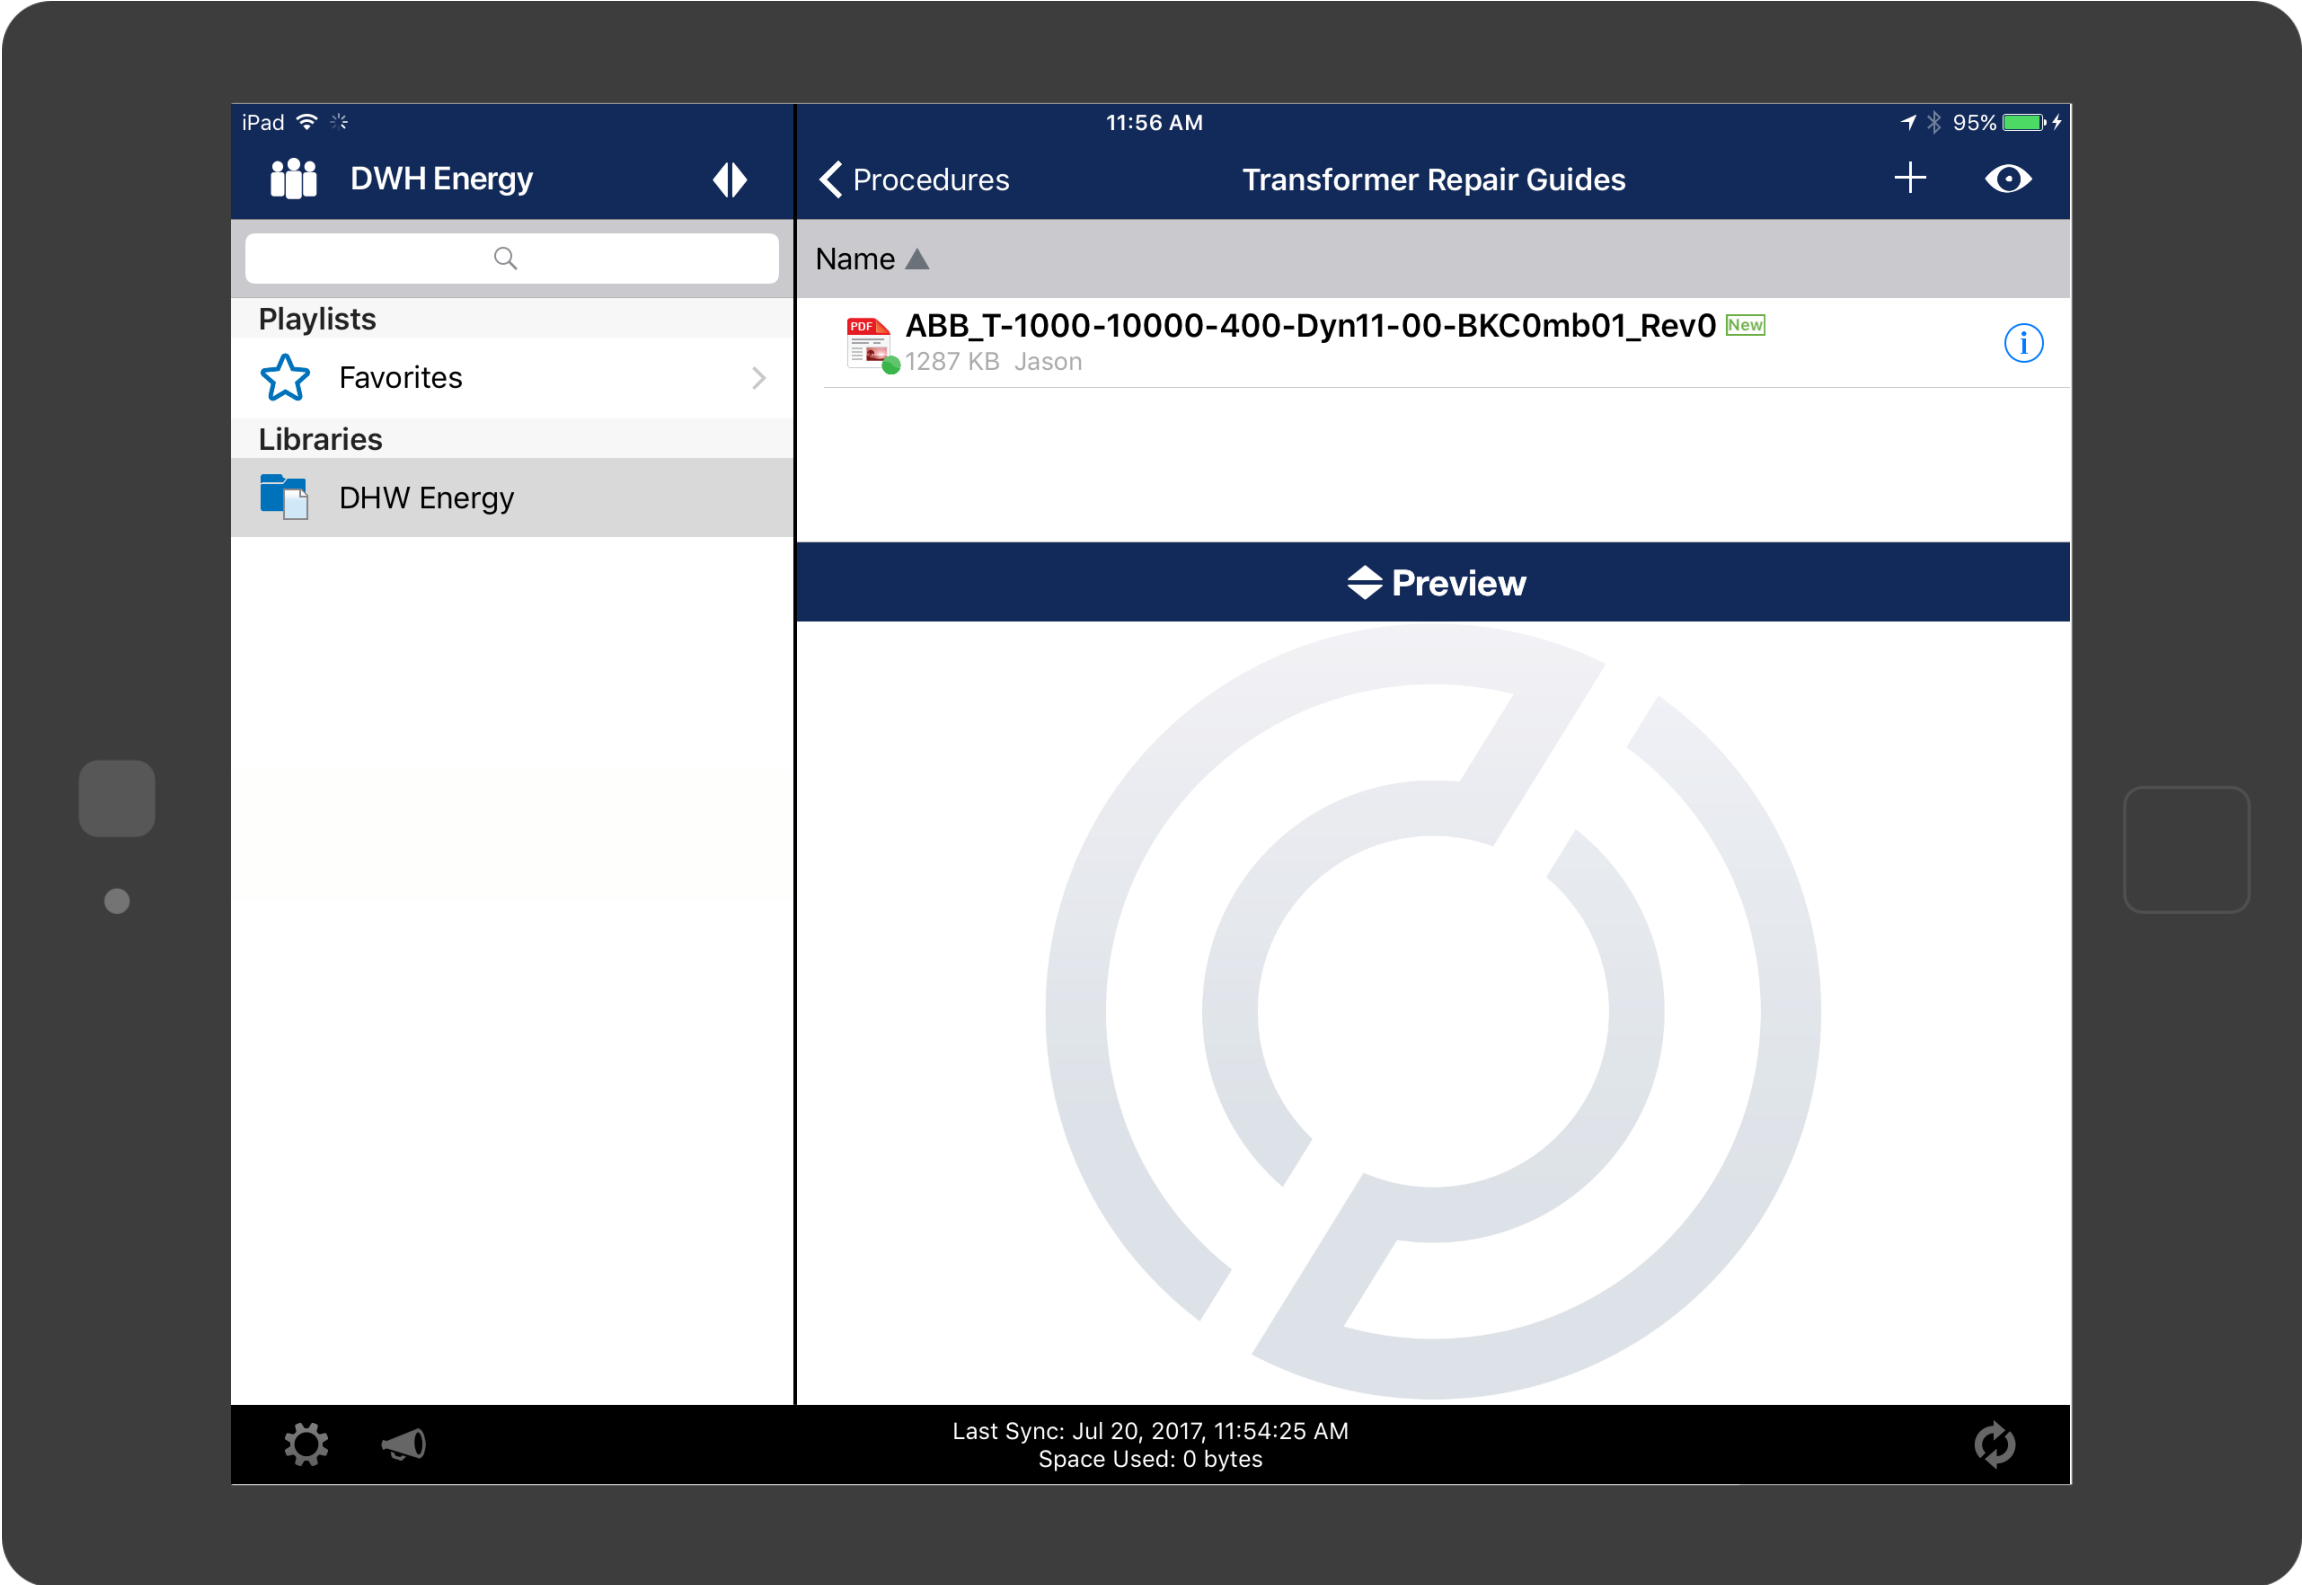 iPad
11:56 AM
95%
DWH Energy
Procedures
Transformer Repair Guides
Name
Playlists
Favorites
Libraries
DHW Energy
PDF
ABB_T-1000-10000-400-Dyn11-00-BKC0mb01_Rev0 New
1287 KB Jason
i
Preview
Last Sync: Jul 20, 2017, 11:54:25 AM
Space Used: 0 bytes